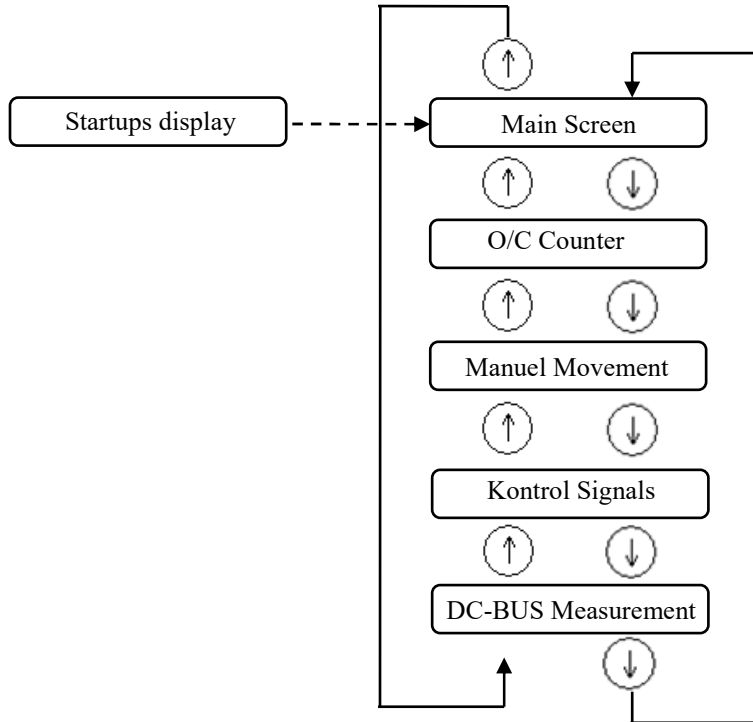 Startups display
Main Screen
O/C Counter
Manuel Movement
Kontrol Signals
DC-BUS Measurement